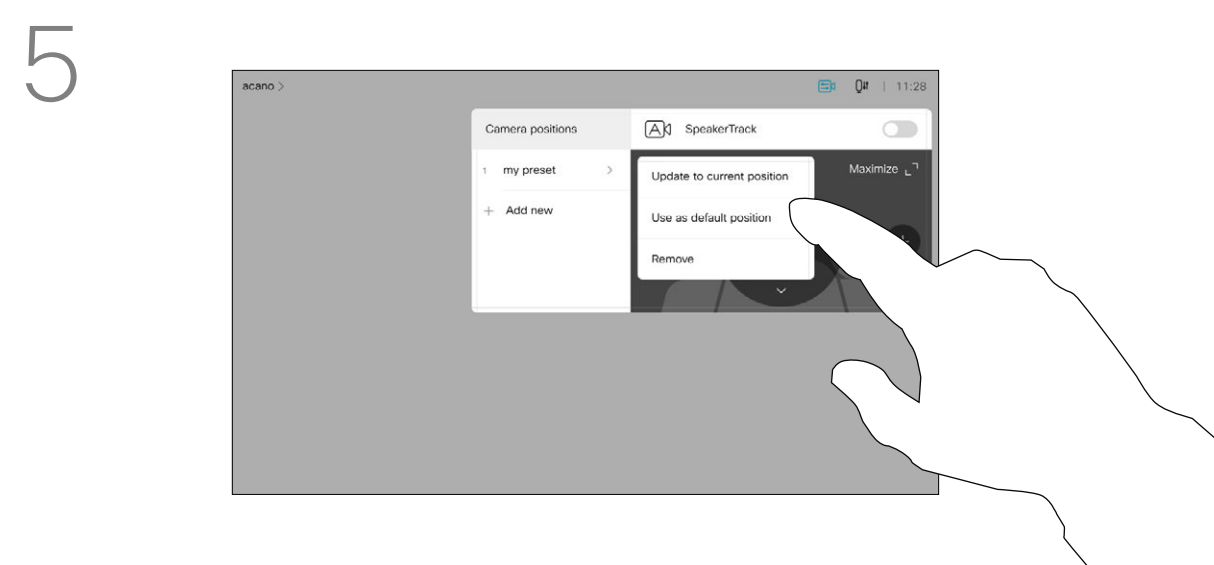 5
acano >
11:28
Camera positions
SpeakerTrack
1 my preset >
Maximize
Update to current position
+ Add new
Use as default position
Remove